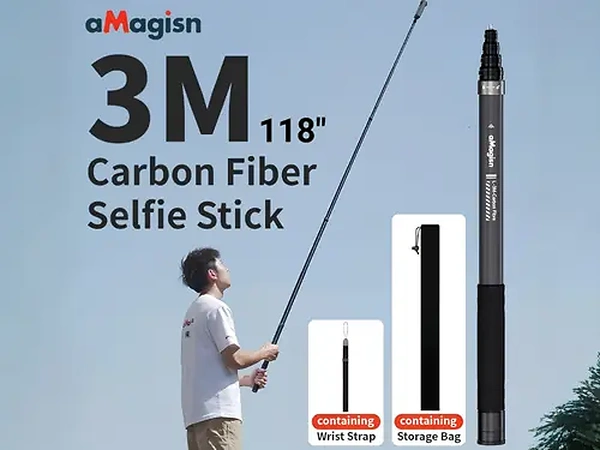 aMagisn
3M 118"
Carbon Fiber
Selfie Stick
aMagisn
containing
Wrist Strap
containing
Storage Bag